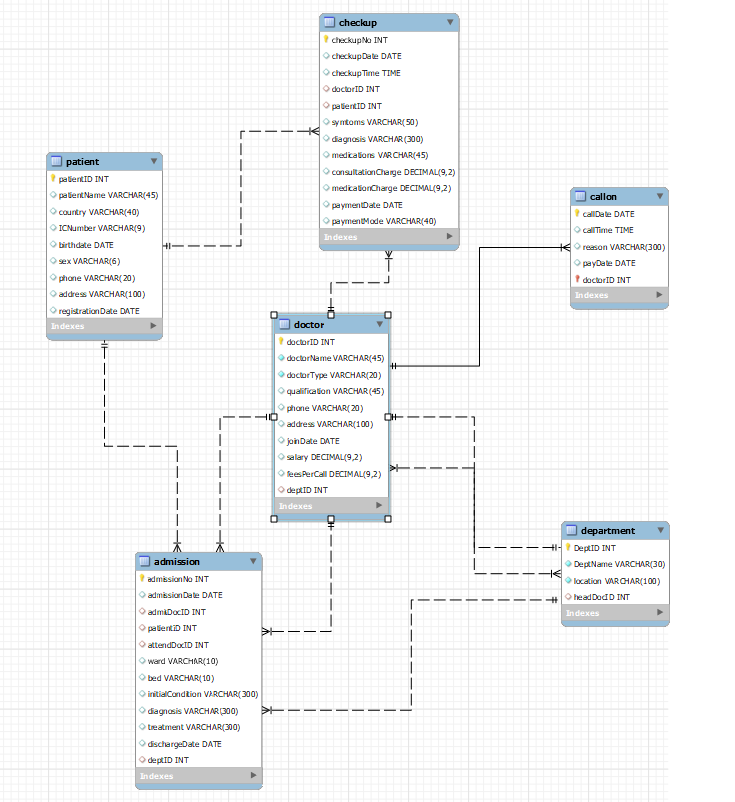 checkup
checkupNo INT
checkupDate DATE
checkupTime TIME
doctorID INT
patientID INT
symtoms VARCHAR(50)
diagnosis VARCHAR(300)
medications VARCHAR(45)
consultationCharge DECIMAL(9,2)
medicationCharge DECIMAL(9,2)
paymentDate DATE
paymentMode VARCHAR(40)
Indexes
patient
patientID INT
patientName VARCHAR(45)
country VARCHAR(40)
ICNumber VARCHAR(9)
birthdate DATE
sex VARCHAR(6)
phone VARCHAR(20)
address VARCHAR(100)
registrationDate DATE
Indexes
callon
callDate DATE
callTime TIME
reason VARCHAR(300)
payDate DATE
doctorID INT
Indexes
doctor
doctorID INT
doctorName VARCHAR(45)
doctorType VARCHAR(20)
qualification VARCHAR(45)
phone VARCHAR(20)
address VARCHAR(100)
joinDate DATE
salary DECIMAL(9,2)
feesPerCall DECIMAL(9,2)
deptID INT
Indexes
department
DeptID INT
DeptName VARCHAR(30)
location VARCHAR(100)
headDocID INT
Indexes
admission
admissionNo INT
admissionDate DATE
admiiDocID INT
patientID INT
attendDocID INT
ward VARCHAR(10)
bed VARCHAR(10)
initialCondition VARCHAR(300)
diagnosis VARCHAR(300)
treatment VARCHAR(300)
dischargeDate DATE
deptID INT
Indexes